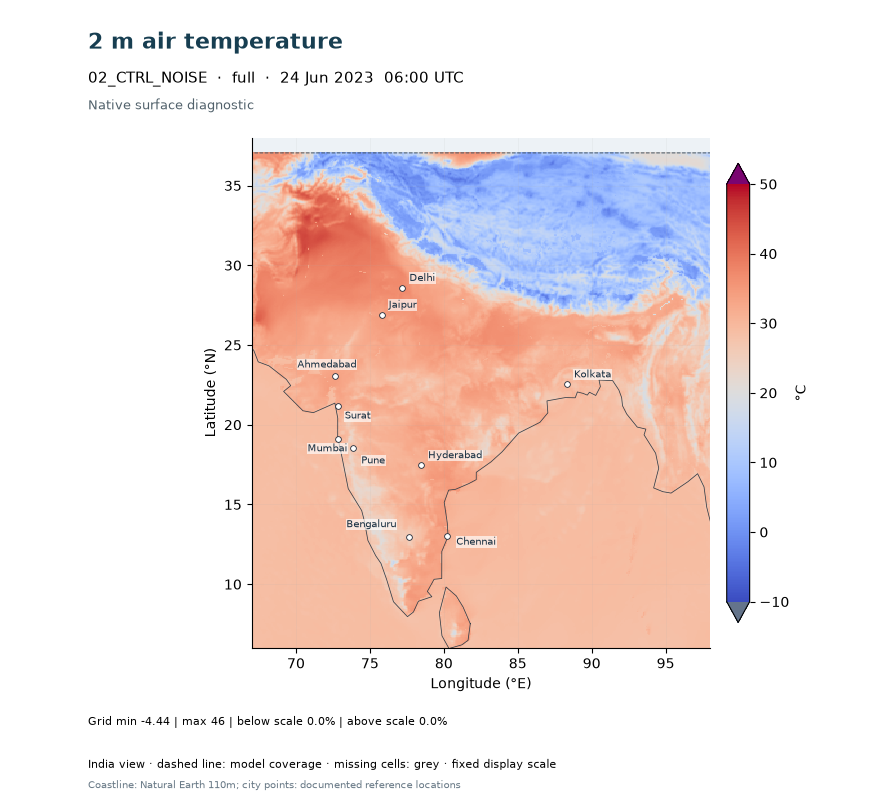 2 m air temperature
02_CTRL_NOISE · full · 24 Jun 2023 06:00 UTC
Native surface diagnostic
35
30
25
20
15
10
Latitude (°N)
70
75
80
85
90
95
Longitude (°E)
Delhi
Jaipur
Ahmedabad
Surat
Mumbai
Pune
Hyderabad
Kolkata
Bengaluru
Chennai
50
40
30
20
10
0
−10
°C
Grid min -4.44 | max 46 | below scale 0.0% | above scale 0.0%
India view · dashed line: model coverage · missing cells: grey · fixed display scale
Coastline: Natural Earth 110m; city points: documented reference locations